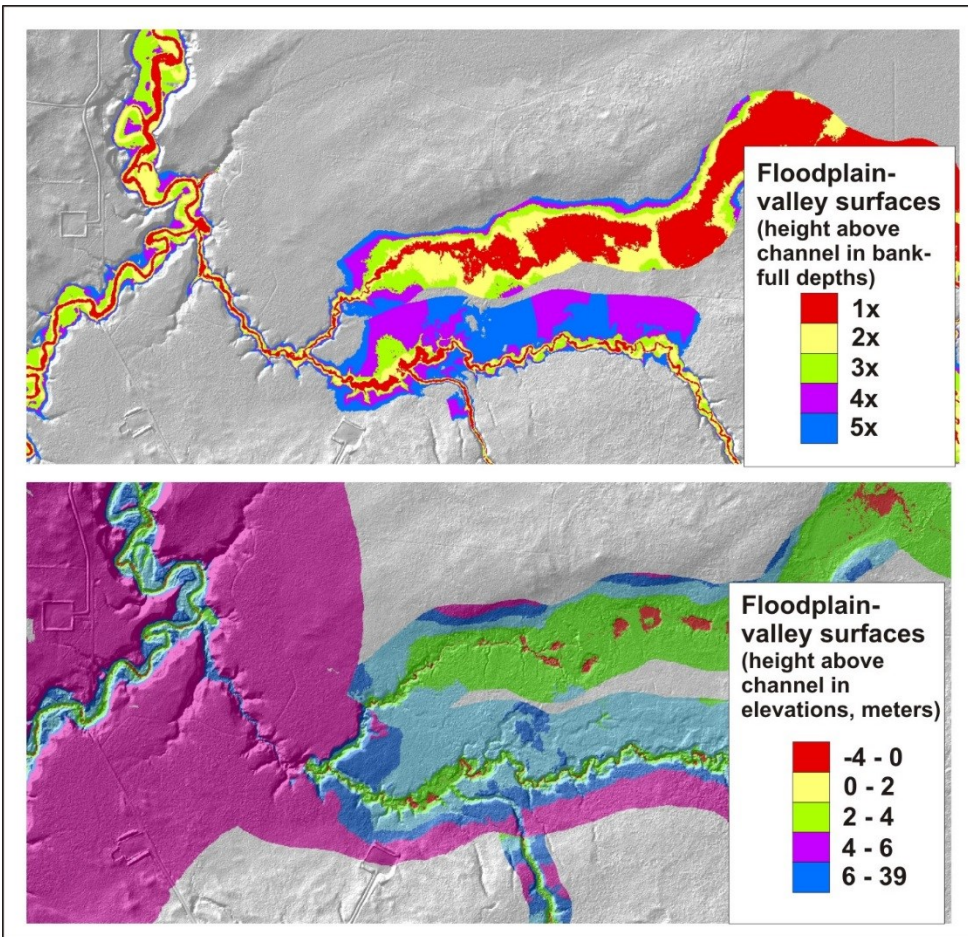 Floodplain-
valley surfaces
(height above
channel in bank-
full depths)
1x
2x
3x
4x
5x
Floodplain-
valley surfaces
(height above
channel in
elevations, meters)
-4 - 0
0 - 2
2 - 4
4 - 6
6 - 39